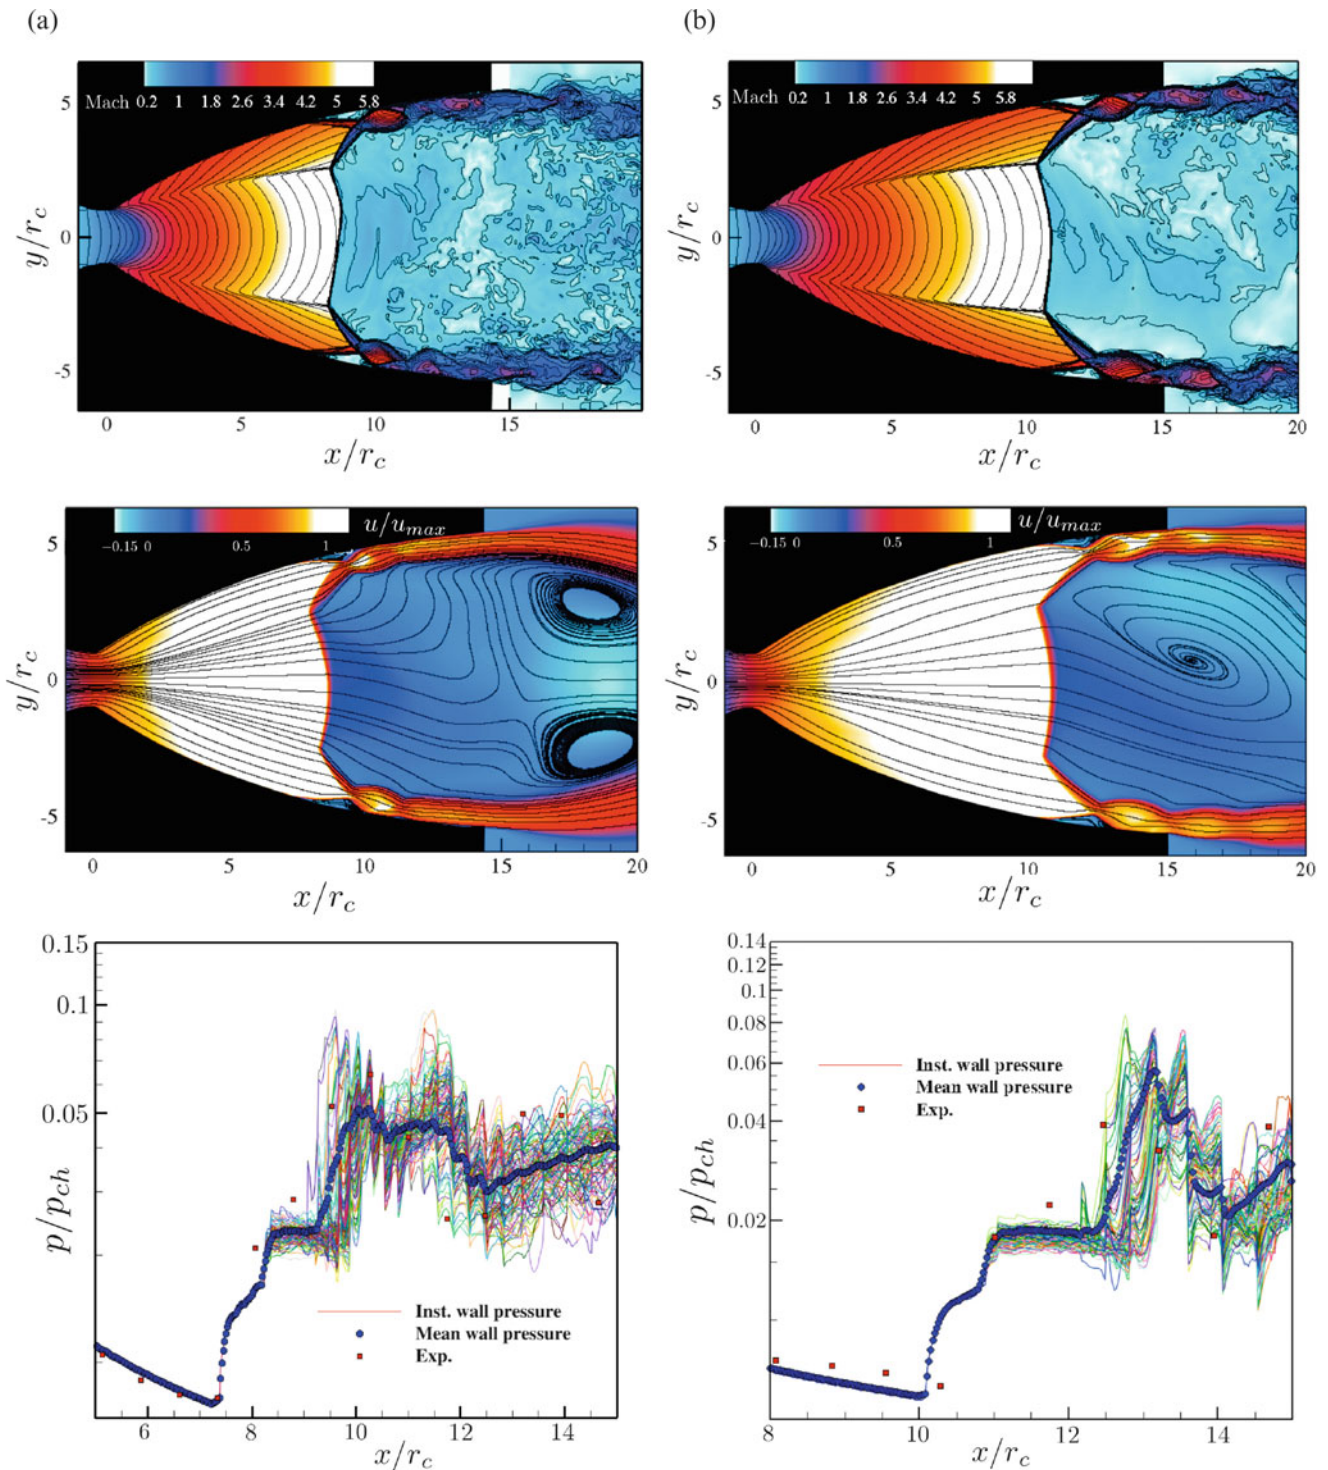 (a)
(b)
Mach 0.2 1 1.8 2.6 3.4 4.2 5 5.8
Mach 0.2 1 1.8 2.6 3.4 4.2 5 5.8
y/r_c
5
0
-5
0 5 10 15
x/r_c
y/r_c
5
0
-5
0 5 10 15 20
x/r_c
u/u_max
−0.15 0 0.5 1
u/u_max
−0.15 0 0.5 1
y/r_c
5
0
-5
0 5 10 15 20
x/r_c
y/r_c
5
0
-5
0 5 10 15 20
x/r_c
p/p_ch
0.15
0.1
0.05
Inst. wall pressure
Mean wall pressure
Exp.
6 8 10 12 14
x/r_c
p/p_ch
0.14
0.12
0.1
0.08
0.06
0.04
0.02
Inst. wall pressure
Mean wall pressure
Exp.
8 10 12 14
x/r_c